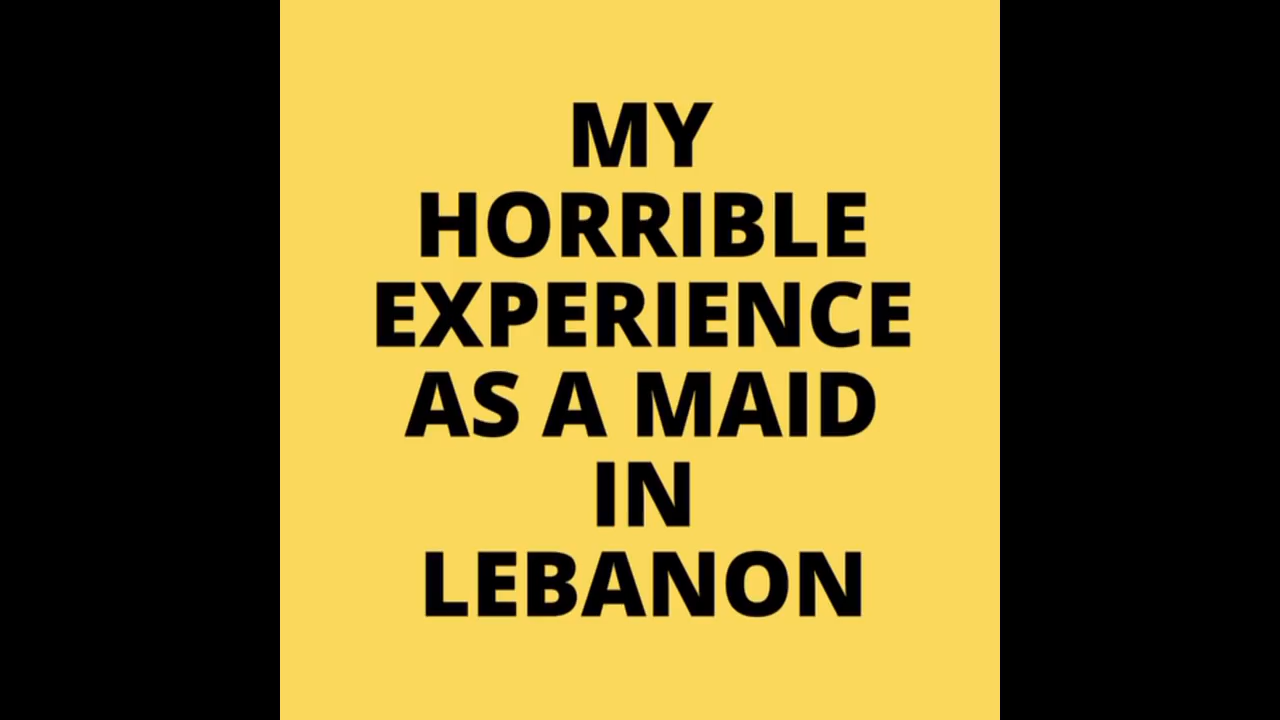 MY
HORRIBLE
EXPERIENCE
AS A MAID
IN
LEBANON